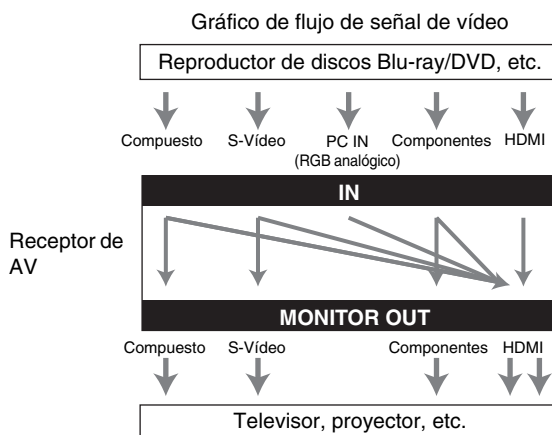 Gráfico de flujo de señal de vídeo
Reproductor de discos Blu-ray/DVD, etc.
Compuesto S-Vídeo PC IN Componentes HDMI
(RGB analógico)
IN
Receptor de
AV
MONITOR OUT
Compuesto S-Vídeo Componentes HDMI
Televisor, proyector, etc.